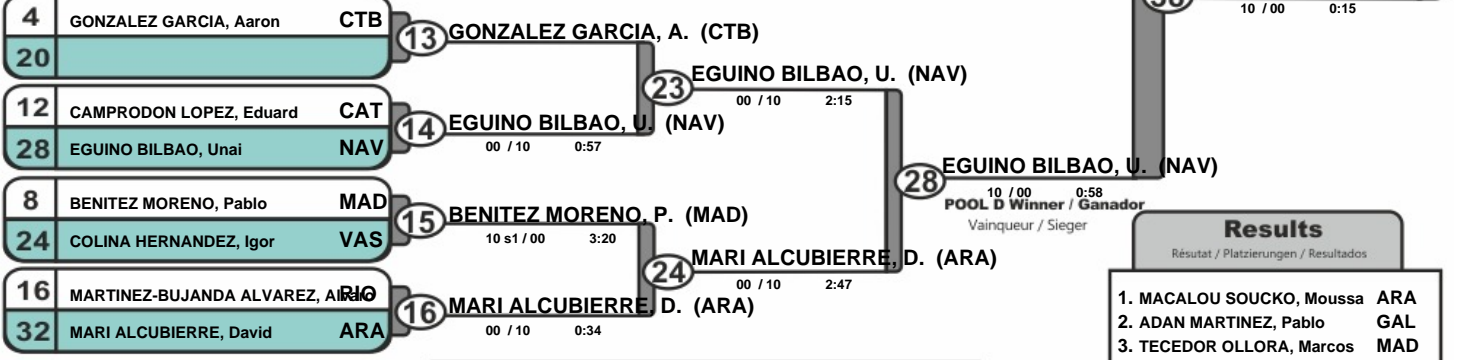 4 GONZALEZ GARCIA, Aaron CTB
20
13 GONZALEZ GARCIA, A. (CTB)
12 CAMPRODON LOPEZ, Eduard CAT
28 EGUINO BILBAO, Unai NAV
14 EGUINO BILBAO, U. (NAV)
00 / 10 0:57
23 EGUINO BILBAO, U. (NAV)
00 / 10 2:15
8 BENITEZ MORENO, Pablo MAD
24 COLINA HERNANDEZ, Igor VAS
15 BENITEZ MORENO, P. (MAD)
10 s1 / 00 3:20
16 MARTINEZ-BUJANDA ALVAREZ, Alvaro RIO
32 MARI ALCUBIERRE, David ARA
16 MARI ALCUBIERRE, D. (ARA)
00 / 10 0:34
24 MARI ALCUBIERRE, D. (ARA)
00 / 10 2:47
28 EGUINO BILBAO, U. (NAV)
10 / 00 0:58
POOL D Winner / Ganador
Vainqueur / Sieger
10 / 00 0:15
Results
Résutat / Platzierungen / Resultados
1. MACALOU SOUCKO, Moussa ARA
2. ADAN MARTINEZ, Pablo GAL
3. TECEDOR OLLORA, Marcos MAD